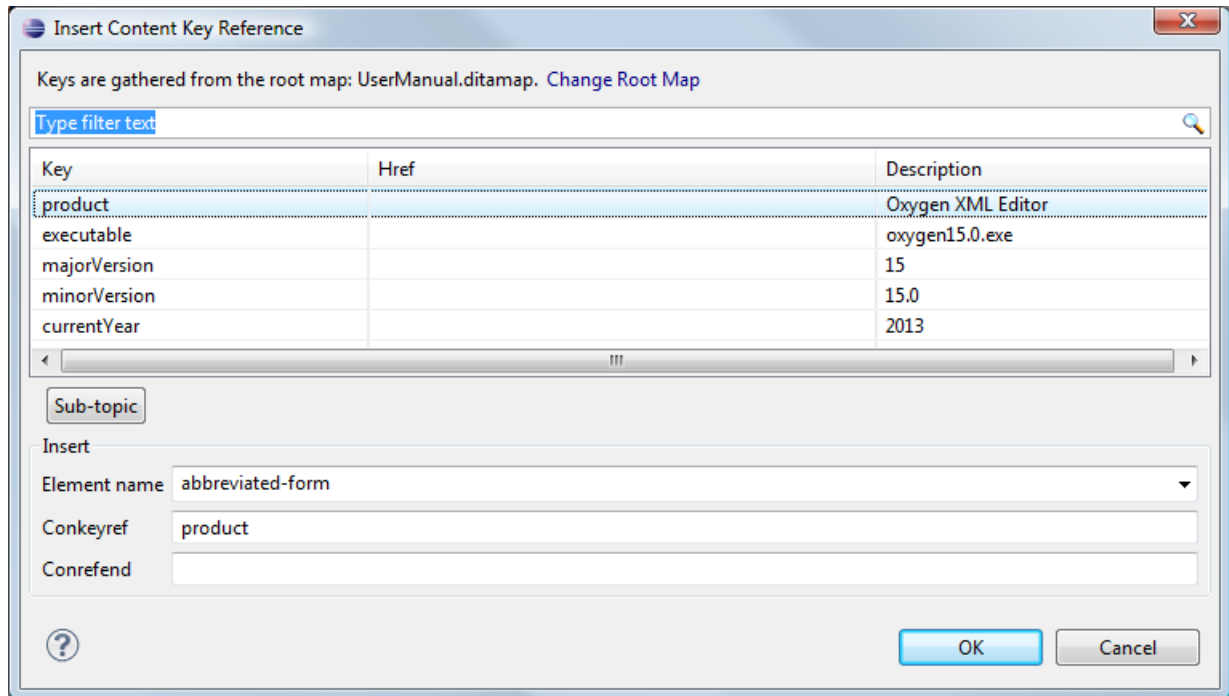 Insert Content Key Reference
Keys are gathered from the root map: UserManual.ditamap. Change Root Map
Type filter text
Key Href Description
product Oxygen XML Editor
executable oxygen15.0.exe
majorVersion 15
minorVersion 15.0
currentYear 2013
Sub-topic
Insert
Element name abbreviated-form
Conkeyref product
Conrefend
OK Cancel